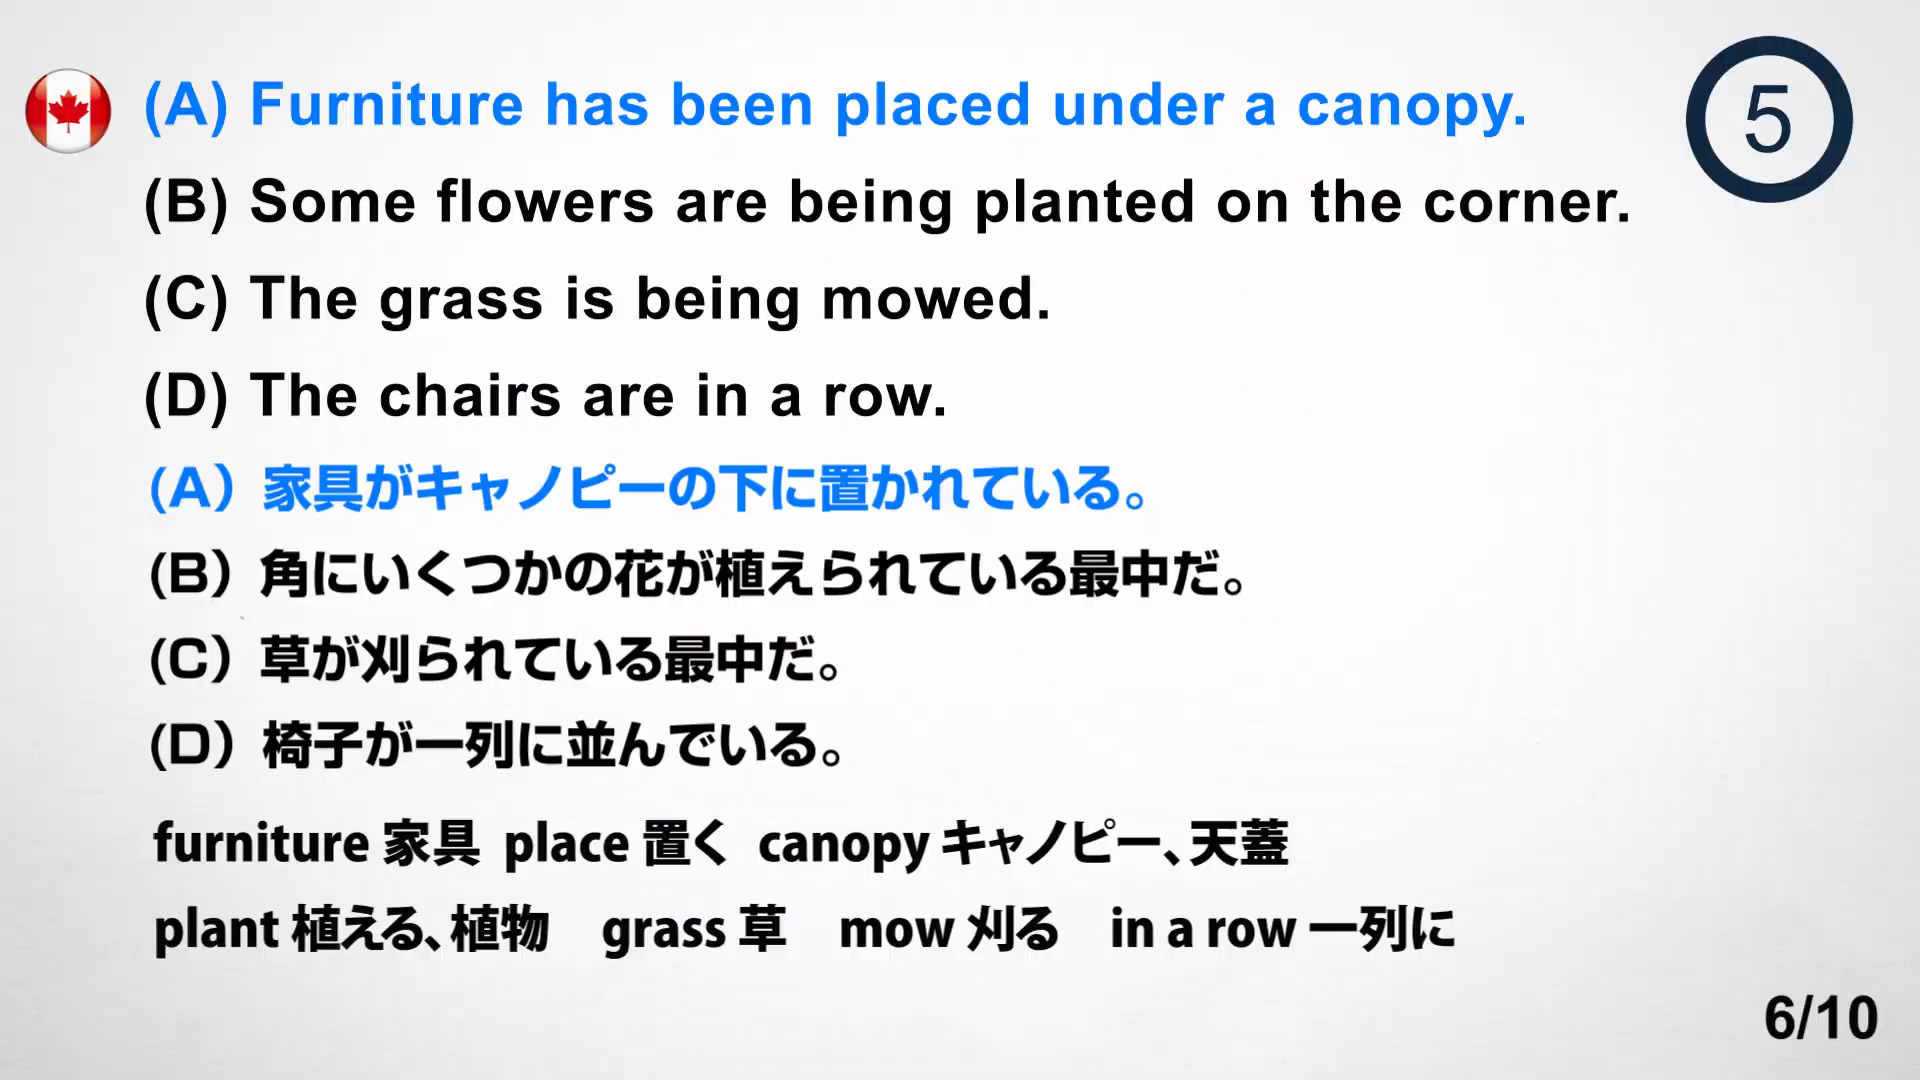 (A) Furniture has been placed under a canopy.
5
(B) Some flowers are being planted on the corner.
(C) The grass is being mowed.
(D) The chairs are in a row.
(A）家具がキャノピーの下に置かれている。
(B）角にいくつかの花が植えられている最中だ。
(C）草が刈られている最中だ。
(D）椅子が一列に並んでいる。
furniture 家具 place 置く canopy キャノピー、天蓋
plant 植える、植物 grass 草 mow 刈る in a row 一列に
6/10